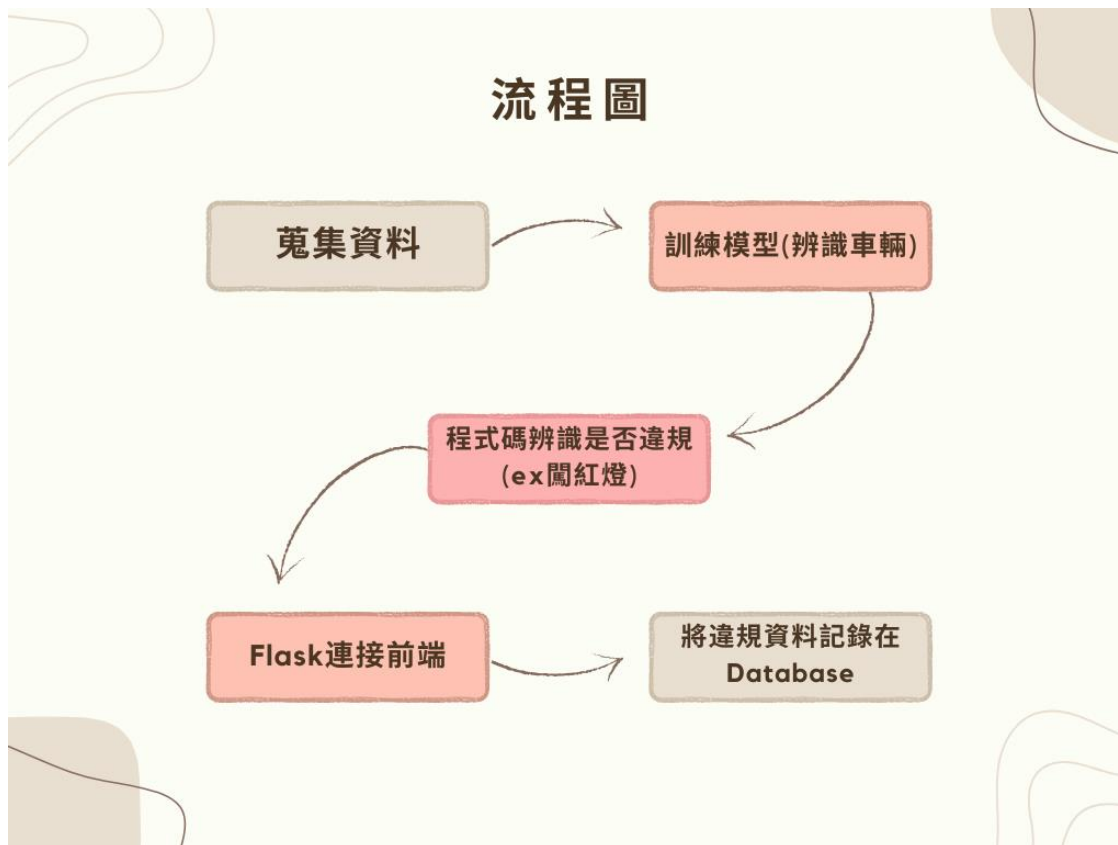 流程圖
蒐集資料
訓練模型(辨識車輛)
程式碼辨識是否違規
(ex闖紅燈)
Flask連接前端
將違規資料記錄在
Database